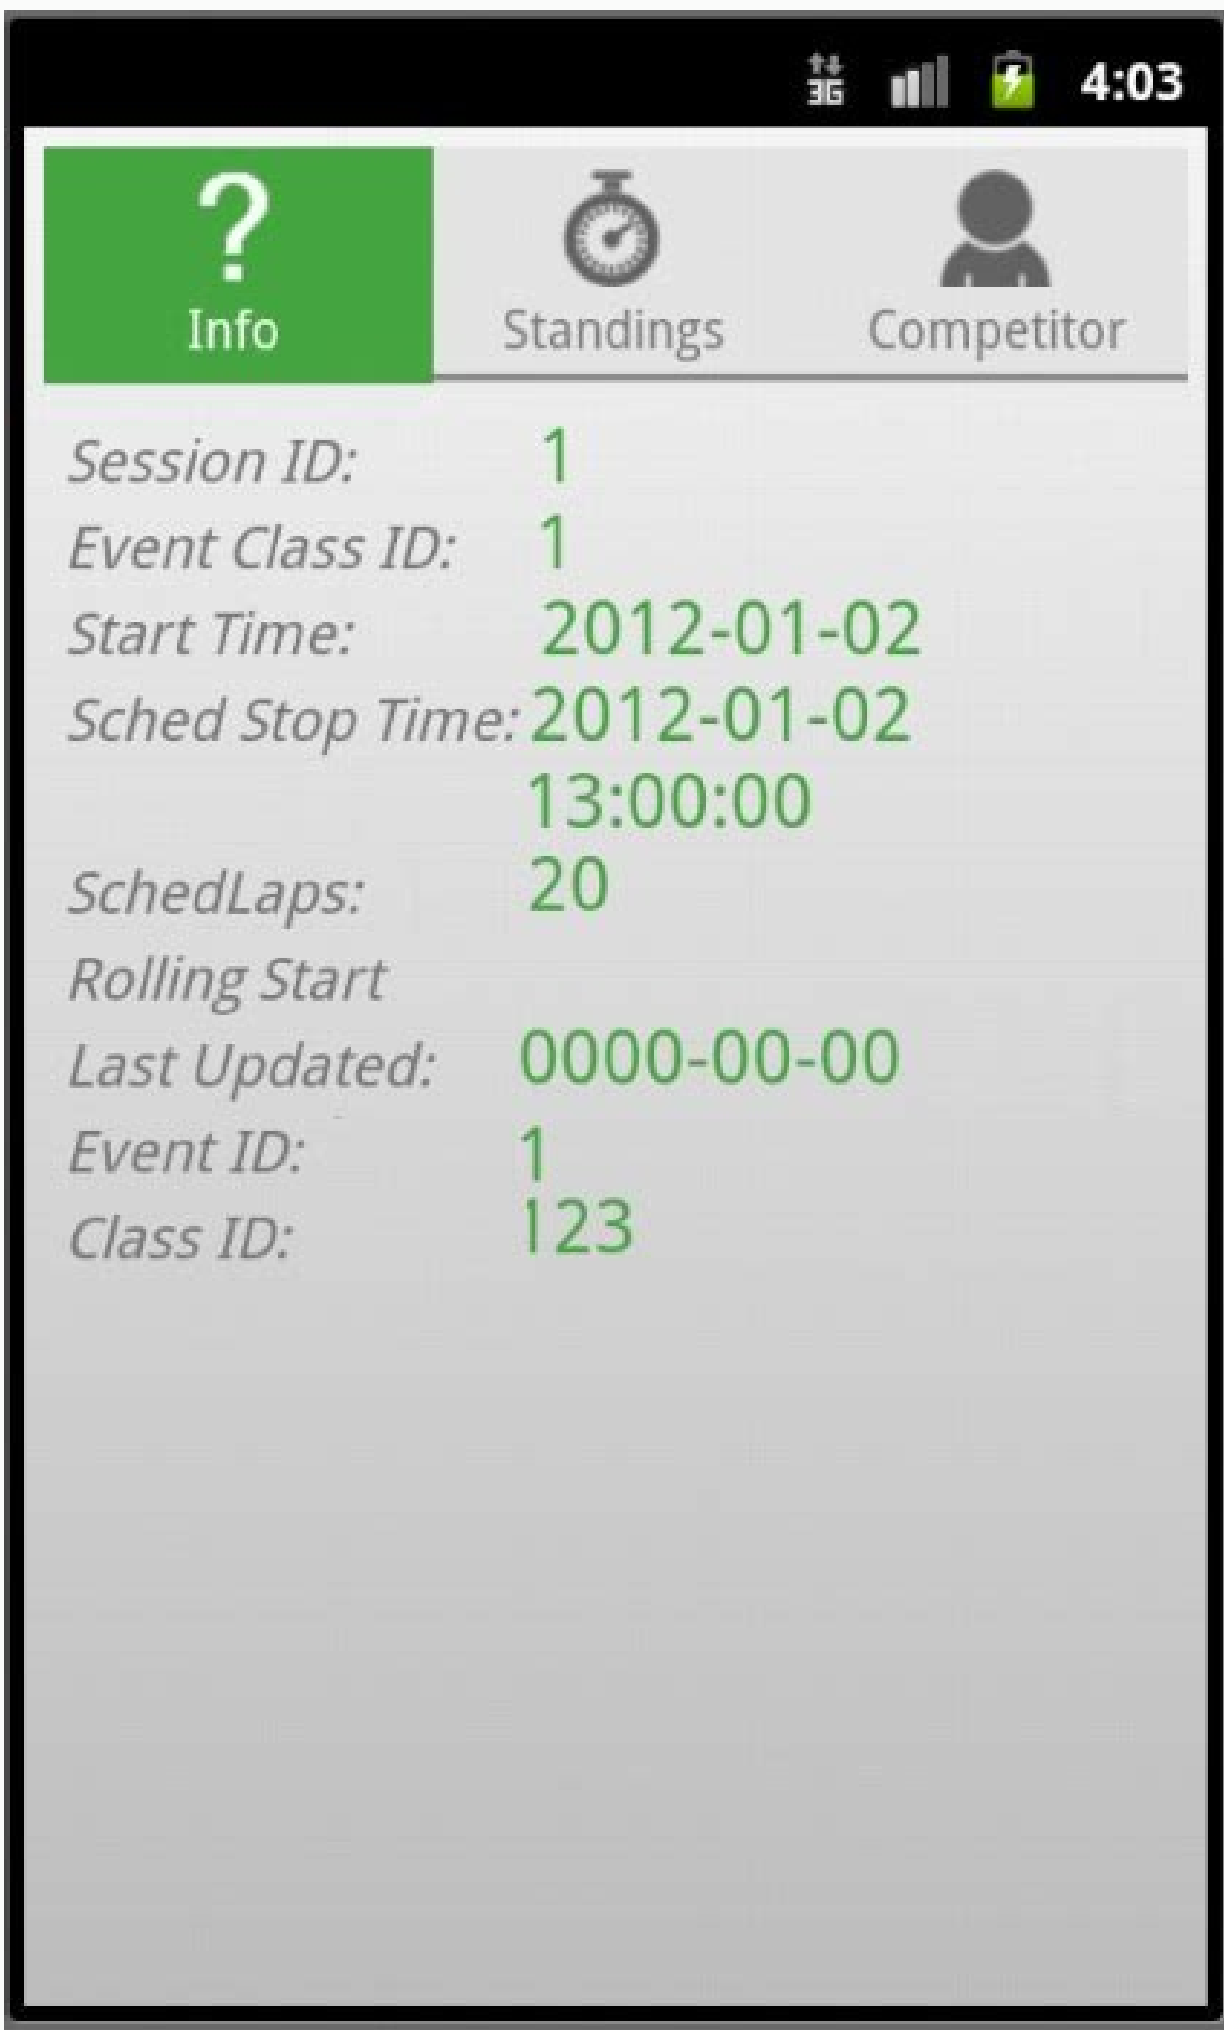 3G 4:03
? 
Info Standings Competitor
Session ID: 1
Event Class ID: 1
Start Time: 2012-01-02
Sched Stop Time: 2012-01-02
13:00:00
SchedLaps: 20
Rolling Start
Last Updated: 0000-00-00
Event ID: 1
Class ID: 123